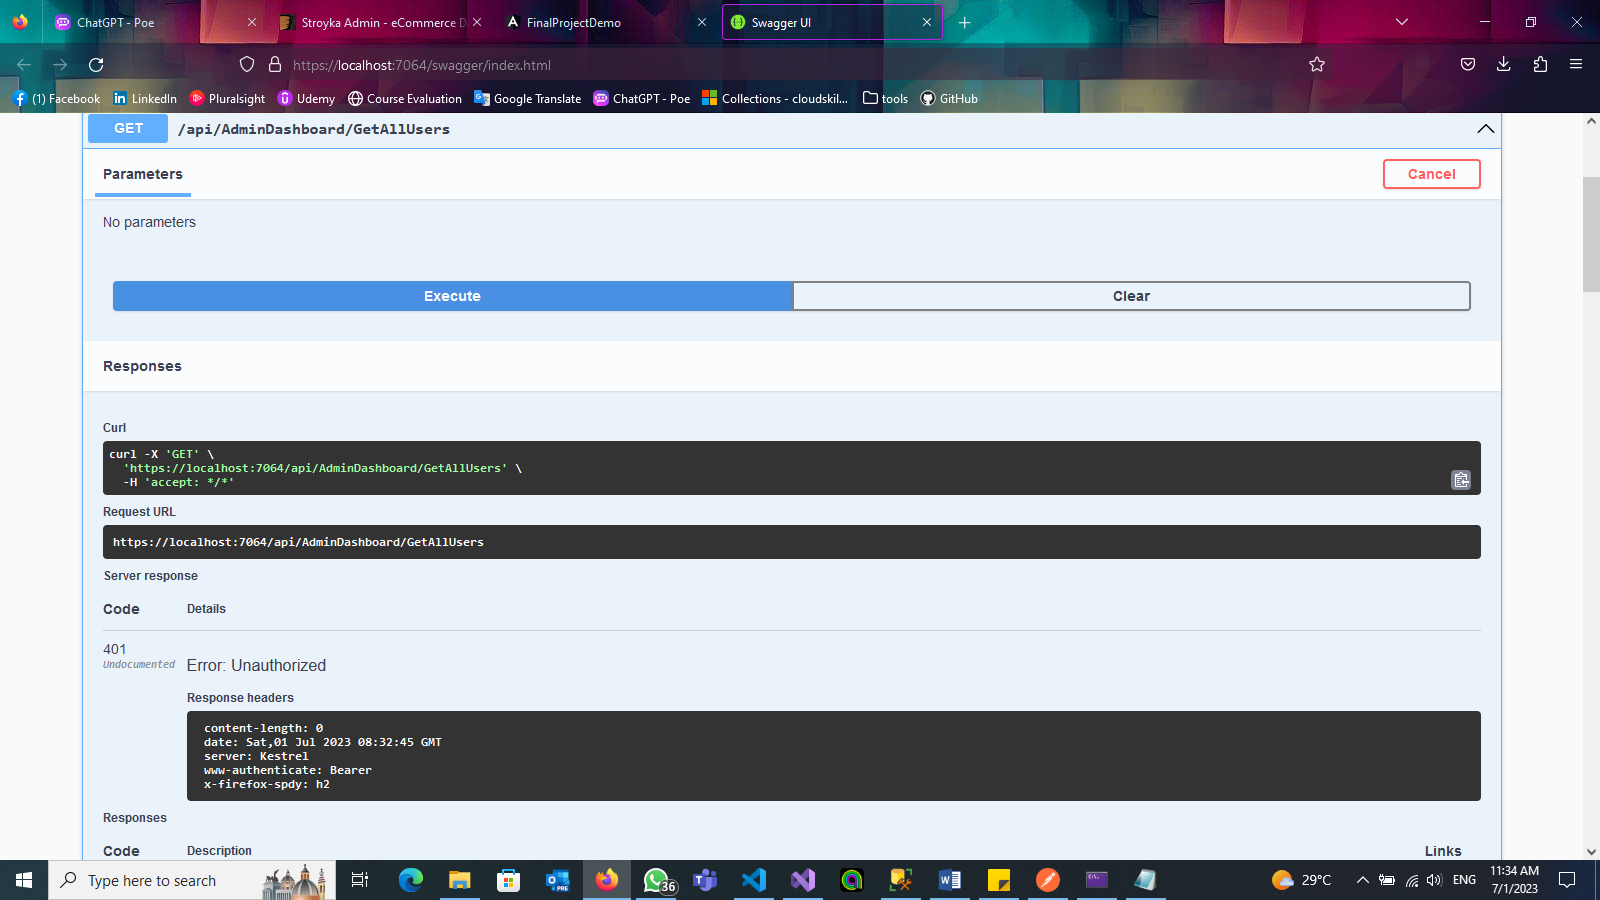 ChatGPT - Poe
Stroyka Admin - eCommerce D
FinalProjectDemo
Swagger UI
https://localhost:7064/swagger/index.html
(1) Facebook
LinkedIn
Pluralsight
Udemy
Course Evaluation
Google Translate
ChatGPT - Poe
Collections - cloudskil...
tools
GitHub
GET /api/AdminDashboard/GetAllUsers
Parameters
Cancel
No parameters
Execute
Clear
Responses
Curl
curl -X 'GET' \
'https://localhost:7064/api/AdminDashboard/GetAllUsers' \
-H 'accept: */*'
Request URL
https://localhost:7064/api/AdminDashboard/GetAllUsers
Server response
Code Details
401
Undocumented
Error: Unauthorized
Response headers
content-length: 0
date: Sat,01 Jul 2023 08:32:45 GMT
server: Kestrel
www-authenticate: Bearer
x-firefox-spdy: h2
Responses
Code Description Links
Type here to search
PRE
36
29°C
ENG
11:34 AM
7/1/2023